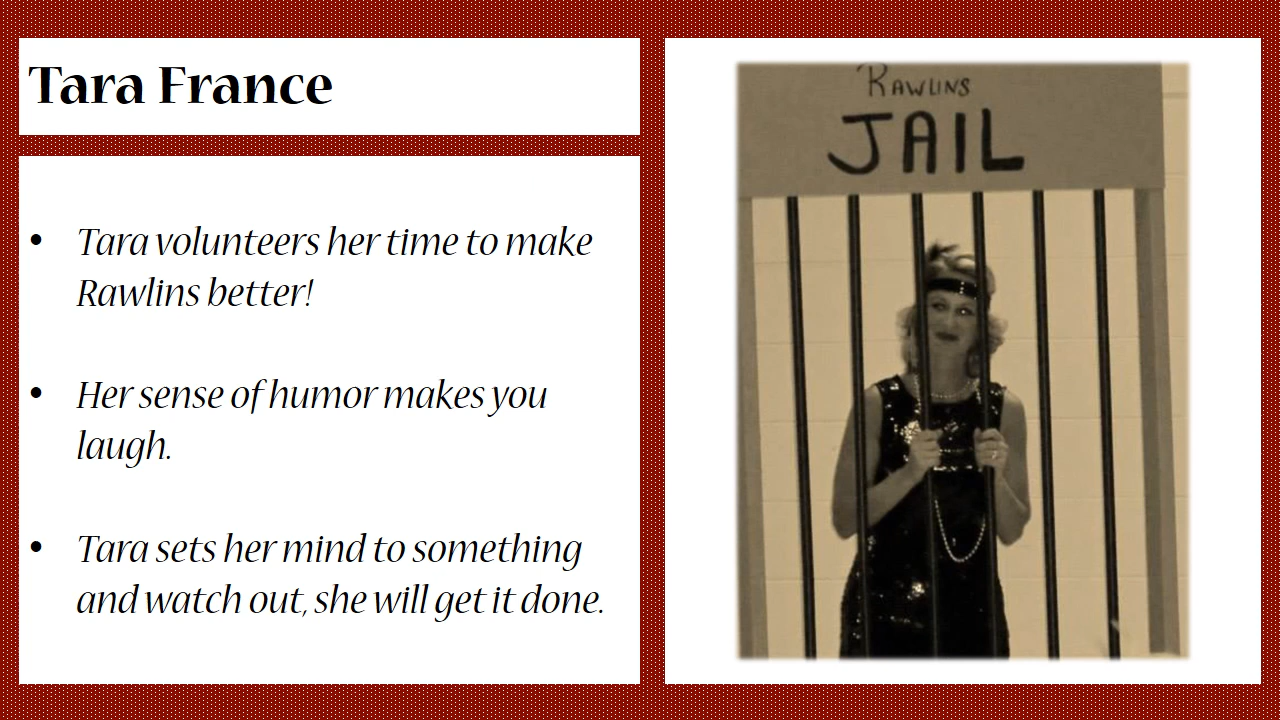 Tara France
• Tara volunteers her time to make
Rawlins better!
• Her sense of humor makes you
laugh.
• Tara sets her mind to something
and watch out, she will get it done.
RAWLINS
JAIL